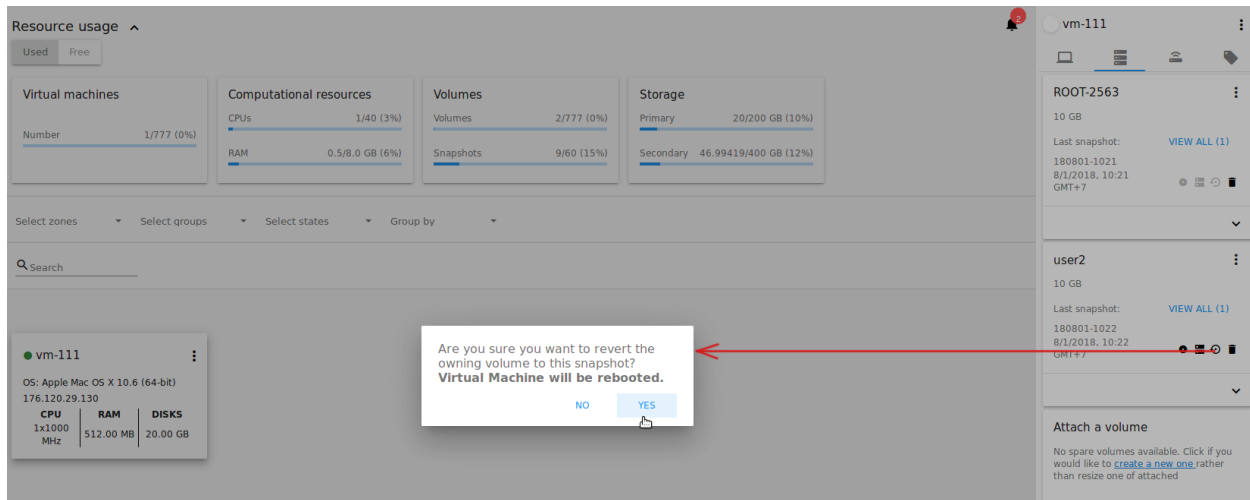 Resource usage
Used Free
2
Virtual machines
Number 1/777 (0%)
Computational resources
CPUs 1/40 (3%)
RAM 0.5/8.0 GB (6%)
Volumes
Volumes 2/777 (0%)
Snapshots 9/60 (15%)
Storage
Primary 20/200 GB (10%)
Secondary 46.99419/400 GB (12%)
Select zones Select groups Select states Group by
Search
vm-111
OS: Apple Mac OS X 10.6 (64-bit)
176.120.29.130
CPU RAM DISKS
1x1000 MHz 512.00 MB 20.00 GB
Are you sure you want to revert the
owning volume to this snapshot?
Virtual Machine will be rebooted.
NO YES
vm-111
ROOT-2563
10 GB
Last snapshot: VIEW ALL (1)
180801-1021
8/1/2018, 10:21
GMT+7
user2
10 GB
Last snapshot: VIEW ALL (1)
180801-1022
8/1/2018, 10:22
GMT+7
Attach a volume
No spare volumes available. Click if you
would like to create a new one rather
than resize one of attached